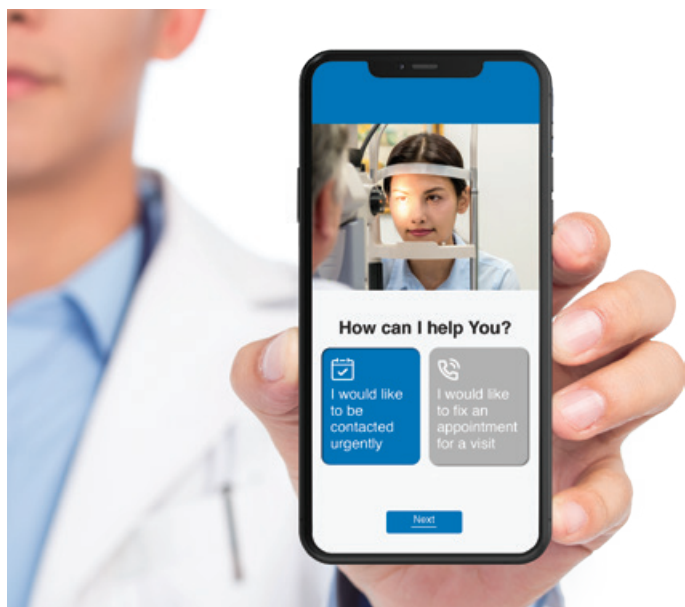 How can I help You?
I would like
to be
contacted
urgently
I would like
to fix an
appointment
for a visit
Next